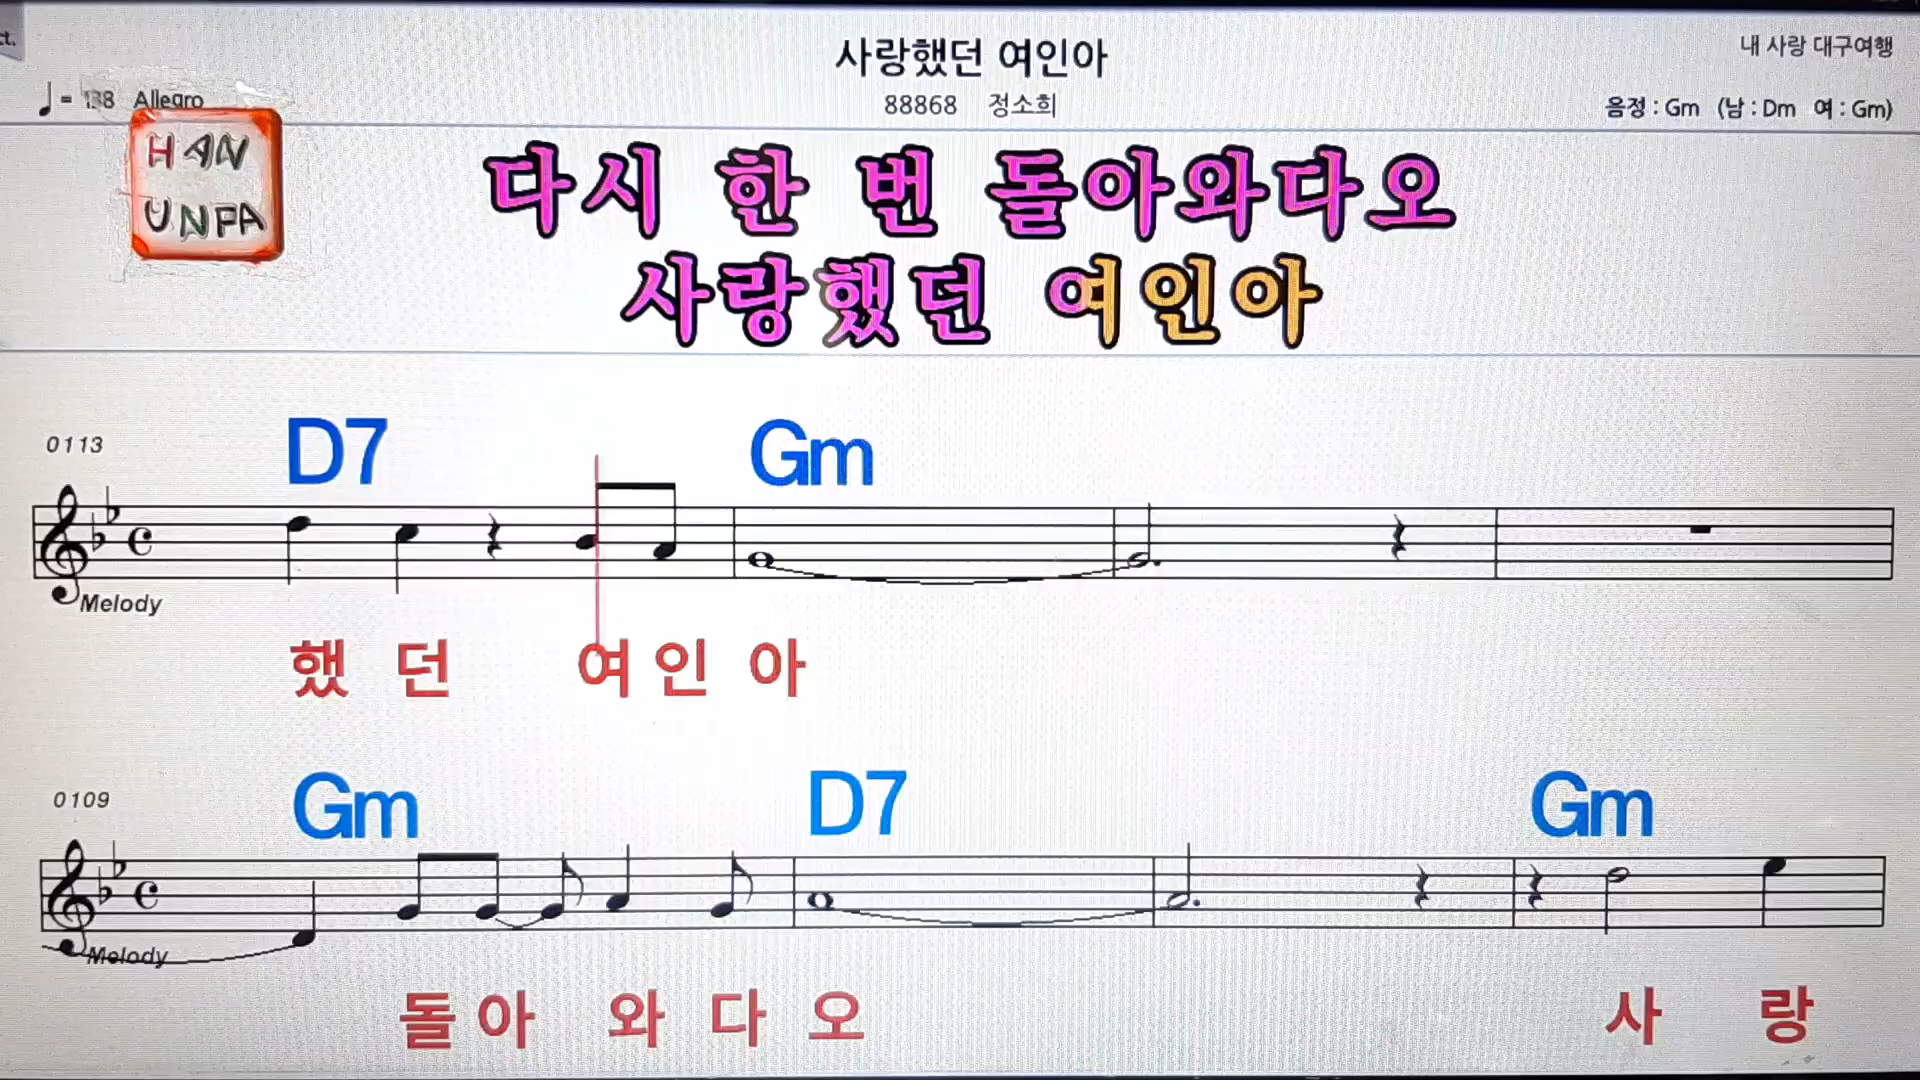 사랑했던 여인아
내 사랑 대구여행
Allegro
88868 정소희
음정 : Gm (남 : Dm 여 : Gm)
HAN
UNFA
다시 한 번 돌아와다오
사랑했던 여인아
0113
D7 Gm
Melody
했 던 여 인 아
0109
Gm D7 Gm
Melody
돌 아 와 다 오 사 랑